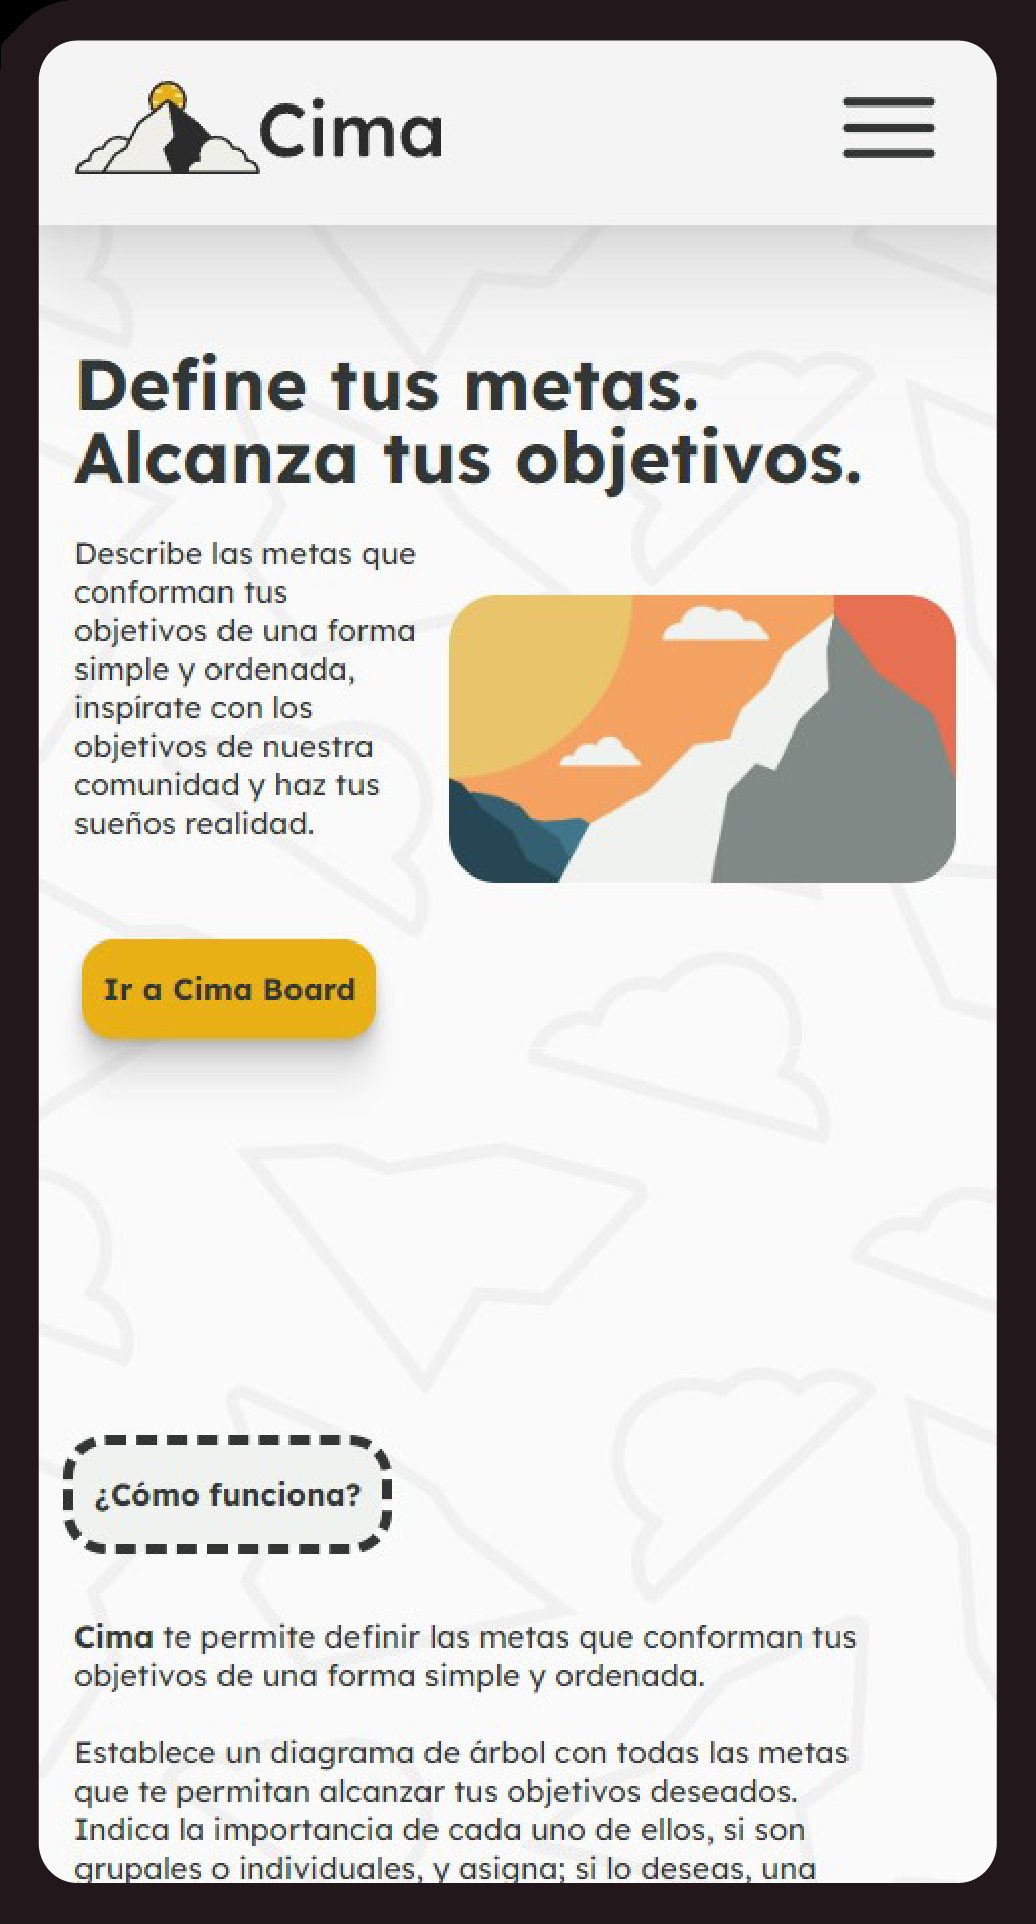 Cima
Define tus metas.
Alcanza tus objetivos.
Describe las metas que
conforman tus
objetivos de una forma
simple y ordenada,
inspírate con los
objetivos de nuestra
comunidad y haz tus
sueños realidad.
Ir a Cima Board
¿Cómo funciona?
Cima te permite definir las metas que conforman tus
objetivos de una forma simple y ordenada.
Establece un diagrama de árbol con todas las metas
que te permitan alcanzar tus objetivos deseados.
Indica la importancia de cada uno de ellos, si son
grupales o individuales, y asigna; si lo deseas, una